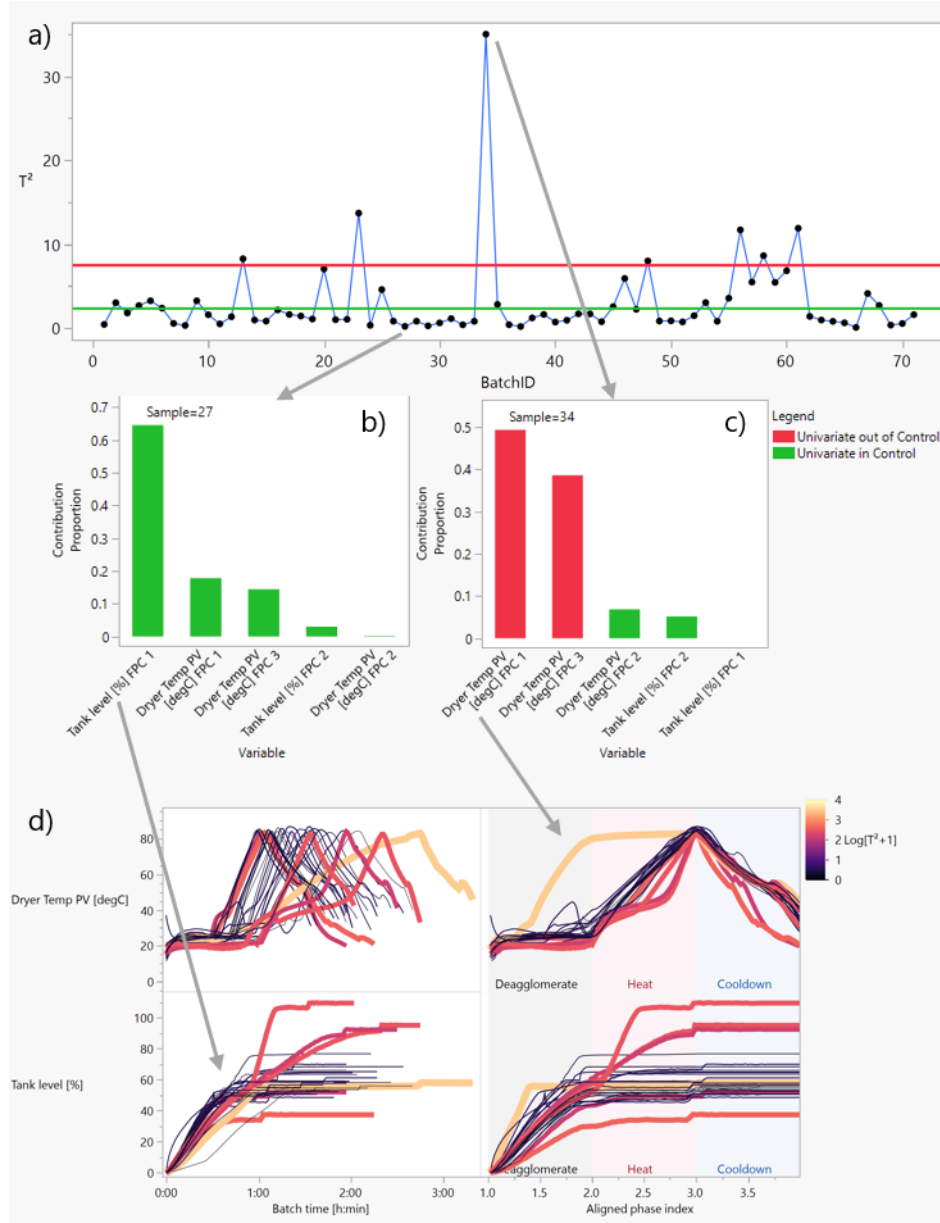 a)
30
20
T²
10
0
0
10
20
30
40
50
60
70
BatchID
0.7
Sample=27
b)
0.6
0.5
0.4
Contribution
Proportion
0.3
0.2
0.1
0
Tank level [%] FPC 1
Dryer Temp PV
[degC] FPC 1
Dryer Temp PV
[degC] FPC 3
Tank level [%] FPC 2
Dryer Temp PV
[degC] FPC 2
Variable
0.5
Sample=34
c)
0.4
0.3
Contribution
Proportion
0.2
0.1
0
Dryer Temp PV
[degC] FPC 1
Dryer Temp PV
[degC] FPC 3
Dryer Temp PV
[degC] FPC 2
Tank level [%] FPC 2
Tank level [%] FPC 1
Variable
Legend
Univariate out of Control
Univariate in Control
d)
80
60
Dryer Temp PV [degC]
40
20
0
Deagglomerate
Heat
Cooldown
4
3
2 Log[T²+1]
1
0
100
80
Tank level [%]
60
40
20
0
eagglomerate
Heat
Cooldown
0:00
1:00
2:00
3:00
Batch time [h:min]
1.0
1.5
2.0
2.5
3.0
3.5
Aligned phase index